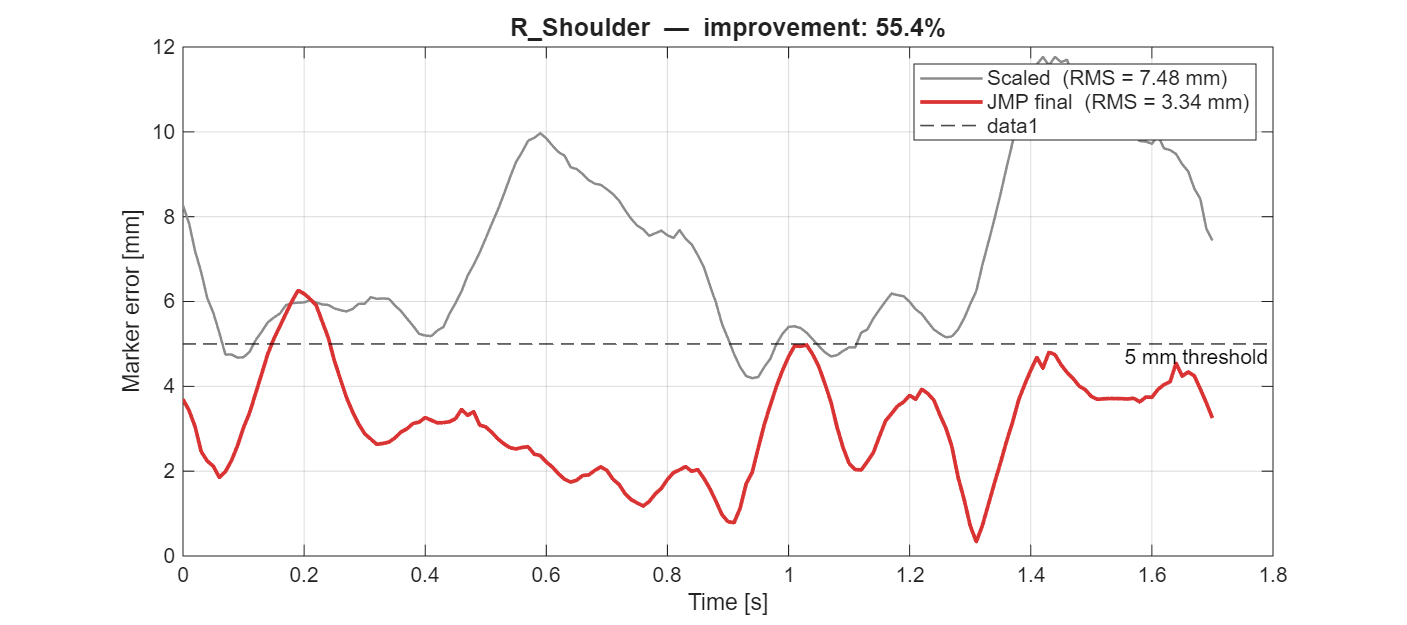 R_Shoulder — improvement: 55.4%
12
10
8
6
4
2
0
Marker error [mm]
Scaled (RMS = 7.48 mm)
JMP final (RMS = 3.34 mm)
data1
5 mm threshold
0 0.2 0.4 0.6 0.8 1 1.2 1.4 1.6 1.8
Time [s]